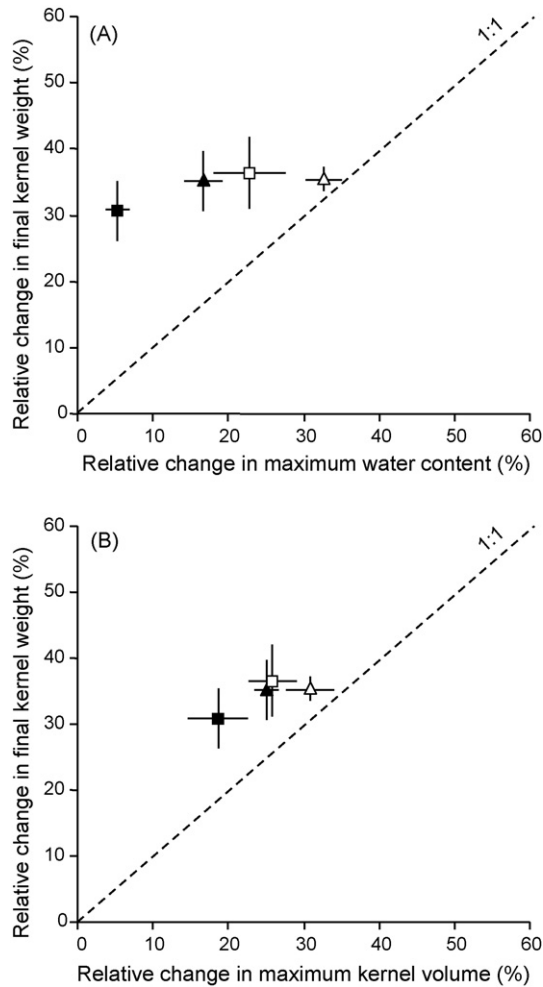 (A)
1:1
Relative change in final kernel weight (%)
60
50
40
30
20
10
0
0 10 20 30 40 50 60
Relative change in maximum water content (%)
(B)
1:1
Relative change in final kernel weight (%)
60
50
40
30
20
10
0
0 10 20 30 40 50 60
Relative change in maximum kernel volume (%)